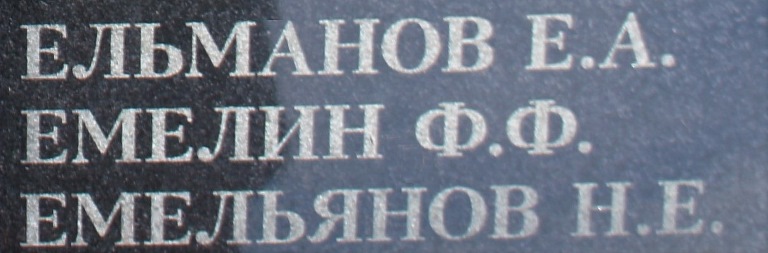 ЕЛЬМАНОВ Е.А.
ЕМЕЛИН Ф.Ф.
ЕМЕЛЬЯНОВ Н.Е.